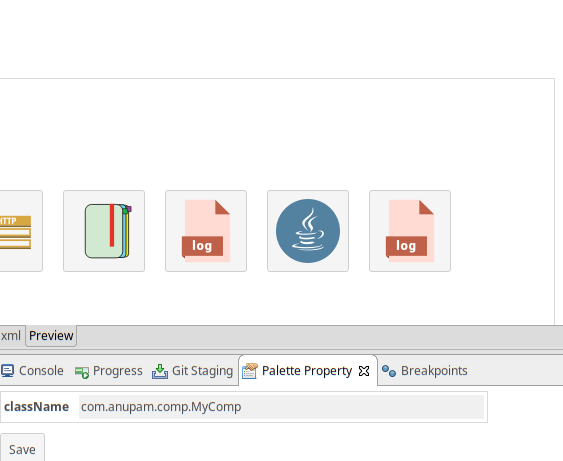 HTTP
log
log
xml Preview
Console Progress Git Staging Palette Property Breakpoints
className com.anupam.comp.MyComp
Save